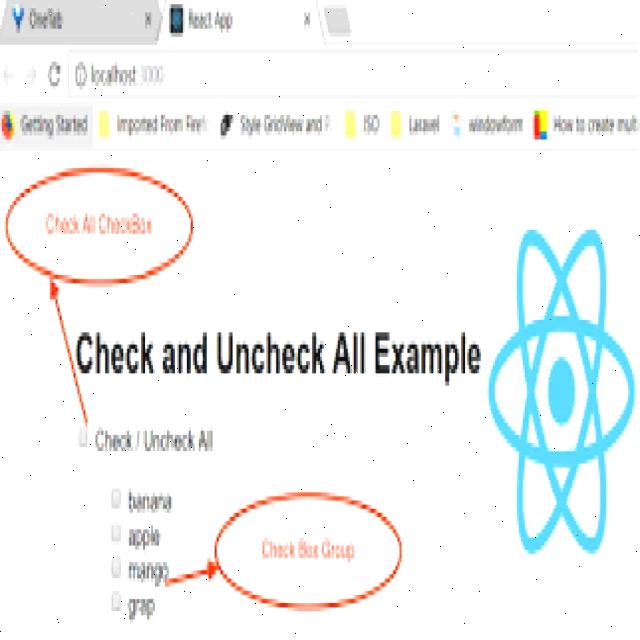 OneTab
React App
localhost:3000
Getting Started
Imported From Firef
Style GridView and P
ISO
Laravel
windowform
How to create mult
Check All CheckBox
Check and Uncheck All Example
Check / Uncheck All
banana
apple
mango
grap
Check Box Group